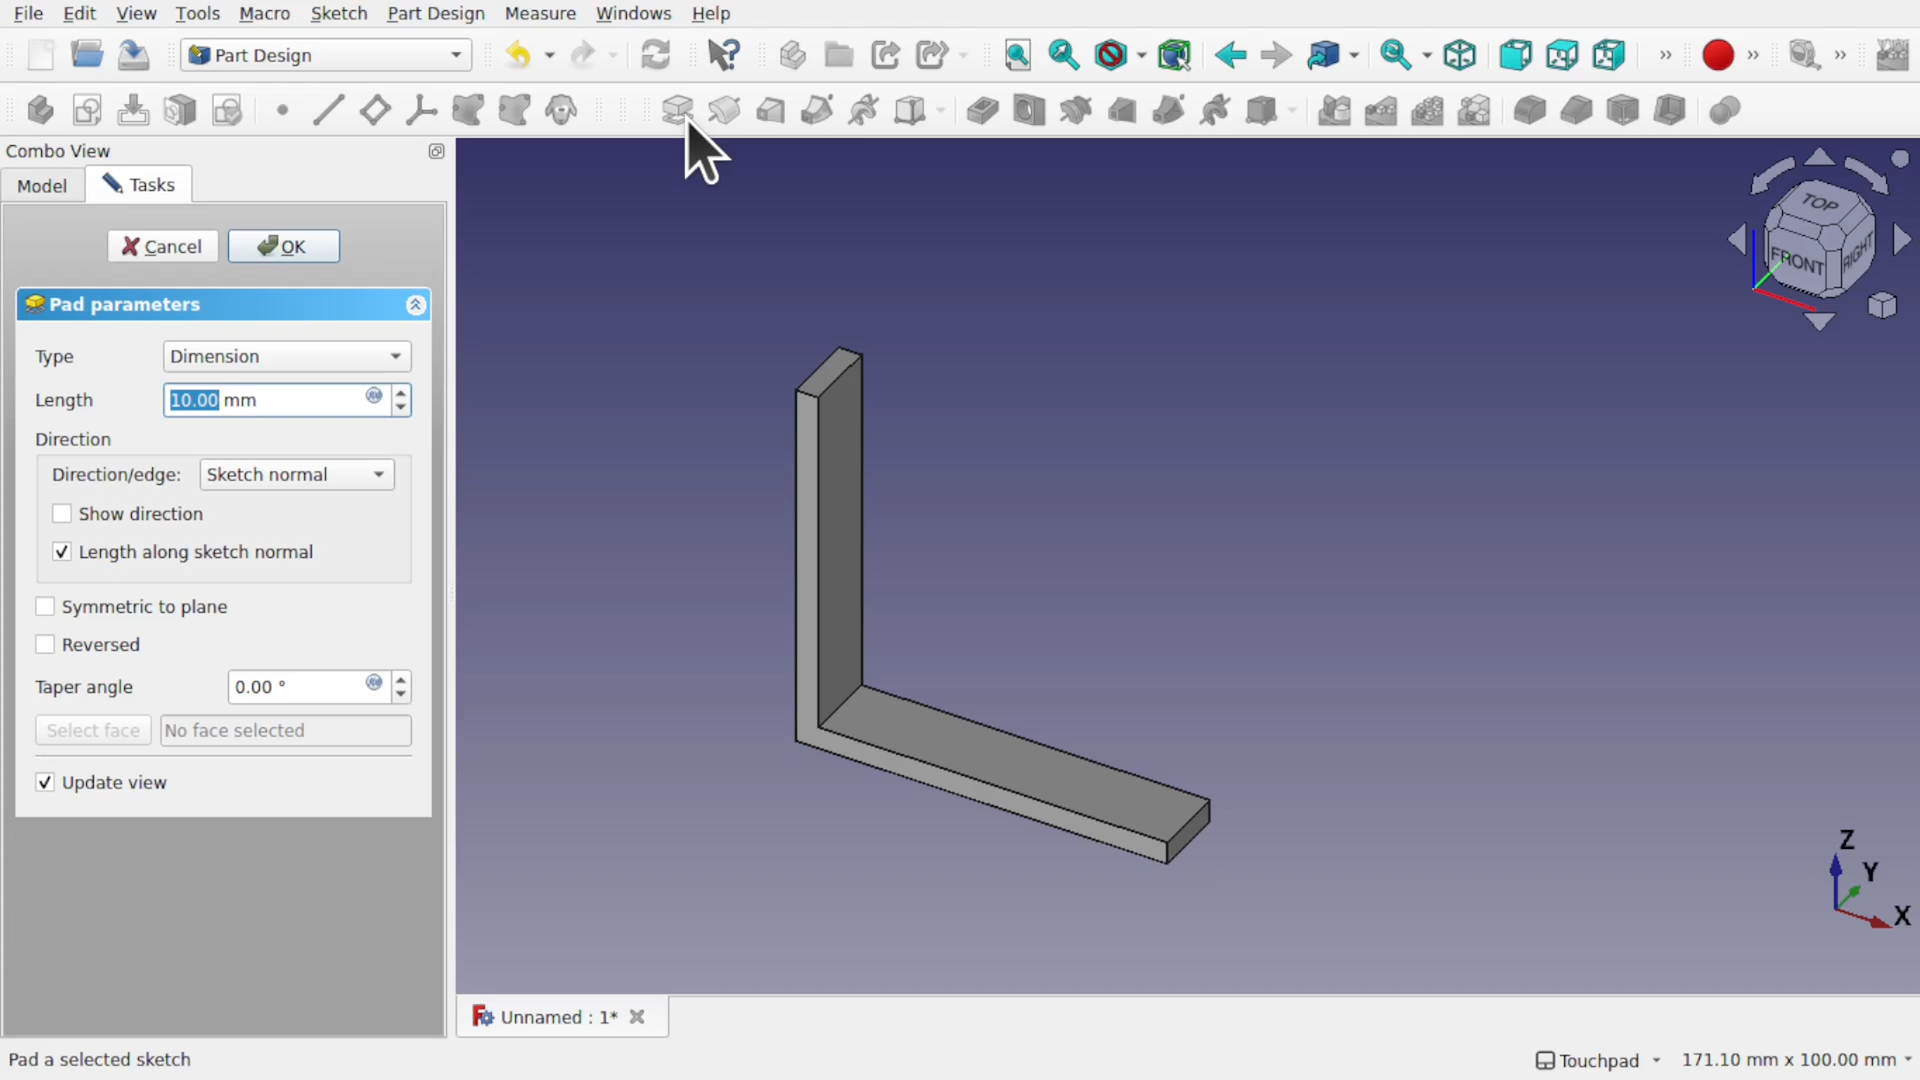 File Edit View Tools Macro Sketch Part Design Measure Windows Help
Part Design
Combo View
Model Tasks
Cancel OK
Pad parameters
Type Dimension
Length 10.00 mm
Direction
Direction/edge: Sketch normal
Show direction
Length along sketch normal
Symmetric to plane
Reversed
Taper angle 0.00 °
Select face No face selected
Update view
TOP
FRONT RIGHT
Z
Y
X
Unnamed : 1*
Pad a selected sketch Touchpad 171.10 mm x 100.00 mm